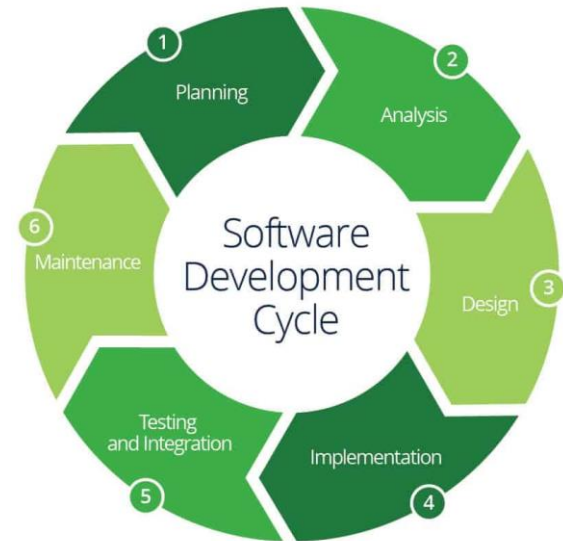 1
Planning
2
Analysis
3
Design
4
Implementation
5
Testing
and Integration
6
Maintenance
Software
Development
Cycle